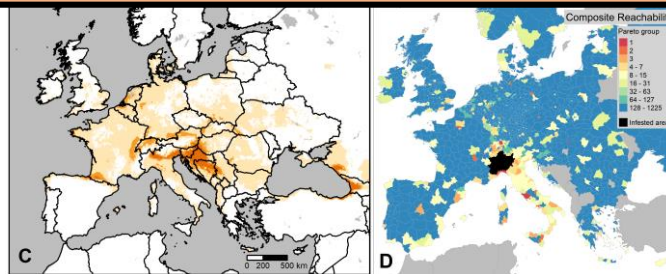 C
0 200 500 km
Composite Reachabilit
Pareto group
1
2
3
4 - 7
8 - 15
16 - 31
32 - 63
64 - 127
128 - 1225
Infested area
D